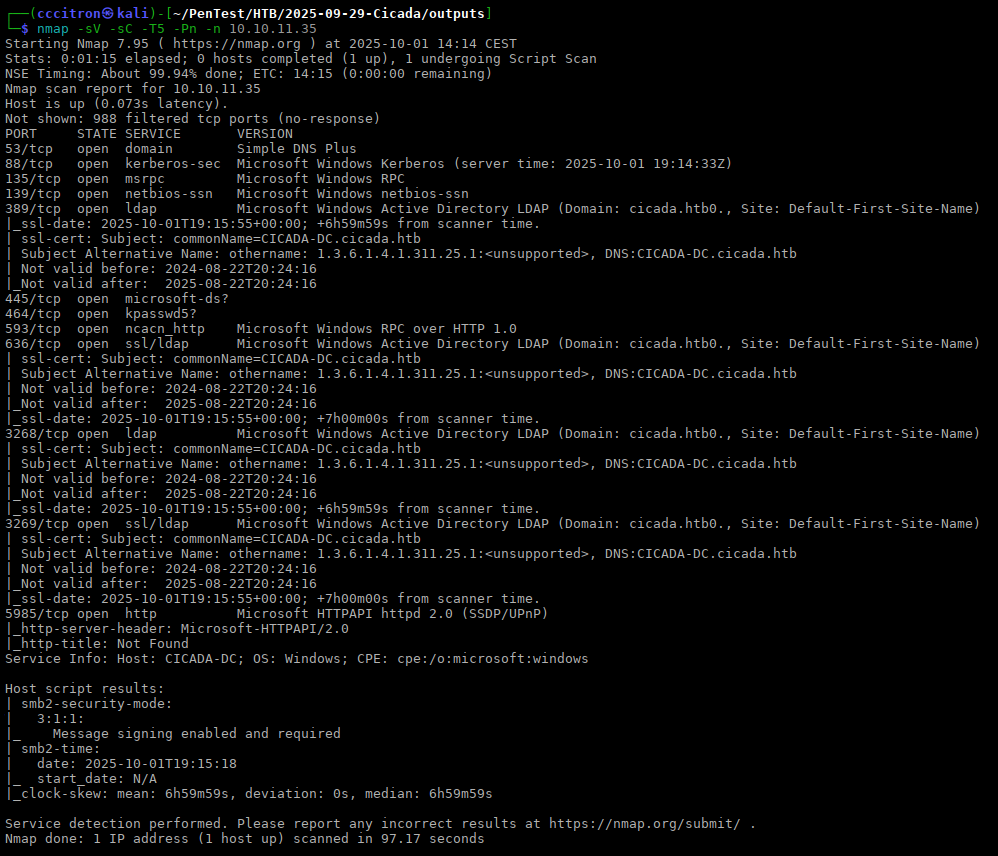 ┌──(cccitron㉿kali)-[~/PenTest/HTB/2025-09-29-Cicada/outputs]
└─$ nmap -sV -sC -T5 -Pn -n 10.10.11.35
Starting Nmap 7.95 ( https://nmap.org ) at 2025-10-01 14:14 CEST
Stats: 0:01:15 elapsed; 0 hosts completed (1 up), 1 undergoing Script Scan
NSE Timing: About 99.94% done; ETC: 14:15 (0:00:00 remaining)
Nmap scan report for 10.10.11.35
Host is up (0.073s latency).
Not shown: 988 filtered tcp ports (no-response)
PORT     STATE SERVICE       VERSION
53/tcp   open  domain        Simple DNS Plus
88/tcp   open  kerberos-sec  Microsoft Windows Kerberos (server time: 2025-10-01 19:14:33Z)
135/tcp  open  msrpc         Microsoft Windows RPC
139/tcp  open  netbios-ssn   Microsoft Windows netbios-ssn
389/tcp  open  ldap          Microsoft Windows Active Directory LDAP (Domain: cicada.htb0., Site: Default-First-Site-Name)
|_ssl-date: 2025-10-01T19:15:55+00:00; +6h59m59s from scanner time.
| ssl-cert: Subject: commonName=CICADA-DC.cicada.htb
| Subject Alternative Name: othername: 1.3.6.1.4.1.311.25.1:<unsupported>, DNS:CICADA-DC.cicada.htb
| Not valid before: 2024-08-22T20:24:16
|_Not valid after:  2025-08-22T20:24:16
445/tcp  open  microsoft-ds?
464/tcp  open  kpasswd5?
593/tcp  open  ncacn_http    Microsoft Windows RPC over HTTP 1.0
636/tcp  open  ssl/ldap      Microsoft Windows Active Directory LDAP (Domain: cicada.htb0., Site: Default-First-Site-Name)
| ssl-cert: Subject: commonName=CICADA-DC.cicada.htb
| Subject Alternative Name: othername: 1.3.6.1.4.1.311.25.1:<unsupported>, DNS:CICADA-DC.cicada.htb
| Not valid before: 2024-08-22T20:24:16
|_Not valid after:  2025-08-22T20:24:16
|_ssl-date: 2025-10-01T19:15:55+00:00; +7h00m00s from scanner time.
3268/tcp open  ldap          Microsoft Windows Active Directory LDAP (Domain: cicada.htb0., Site: Default-First-Site-Name)
| ssl-cert: Subject: commonName=CICADA-DC.cicada.htb
| Subject Alternative Name: othername: 1.3.6.1.4.1.311.25.1:<unsupported>, DNS:CICADA-DC.cicada.htb
| Not valid before: 2024-08-22T20:24:16
|_Not valid after:  2025-08-22T20:24:16
|_ssl-date: 2025-10-01T19:15:55+00:00; +6h59m59s from scanner time.
3269/tcp open  ssl/ldap      Microsoft Windows Active Directory LDAP (Domain: cicada.htb0., Site: Default-First-Site-Name)
| ssl-cert: Subject: commonName=CICADA-DC.cicada.htb
| Subject Alternative Name: othername: 1.3.6.1.4.1.311.25.1:<unsupported>, DNS:CICADA-DC.cicada.htb
| Not valid before: 2024-08-22T20:24:16
|_Not valid after:  2025-08-22T20:24:16
|_ssl-date: 2025-10-01T19:15:55+00:00; +7h00m00s from scanner time.
5985/tcp open  http          Microsoft HTTPAPI httpd 2.0 (SSDP/UPnP)
|_http-server-header: Microsoft-HTTPAPI/2.0
|_http-title: Not Found
Service Info: Host: CICADA-DC; OS: Windows; CPE: cpe:/o:microsoft:windows

Host script results:
| smb2-security-mode:
|   3:1:1:
|_    Message signing enabled and required
| smb2-time:
|   date: 2025-10-01T19:15:18
|_  start_date: N/A
|_clock-skew: mean: 6h59m59s, deviation: 0s, median: 6h59m59s

Service detection performed. Please report any incorrect results at https://nmap.org/submit/ .
Nmap done: 1 IP address (1 host up) scanned in 97.17 seconds